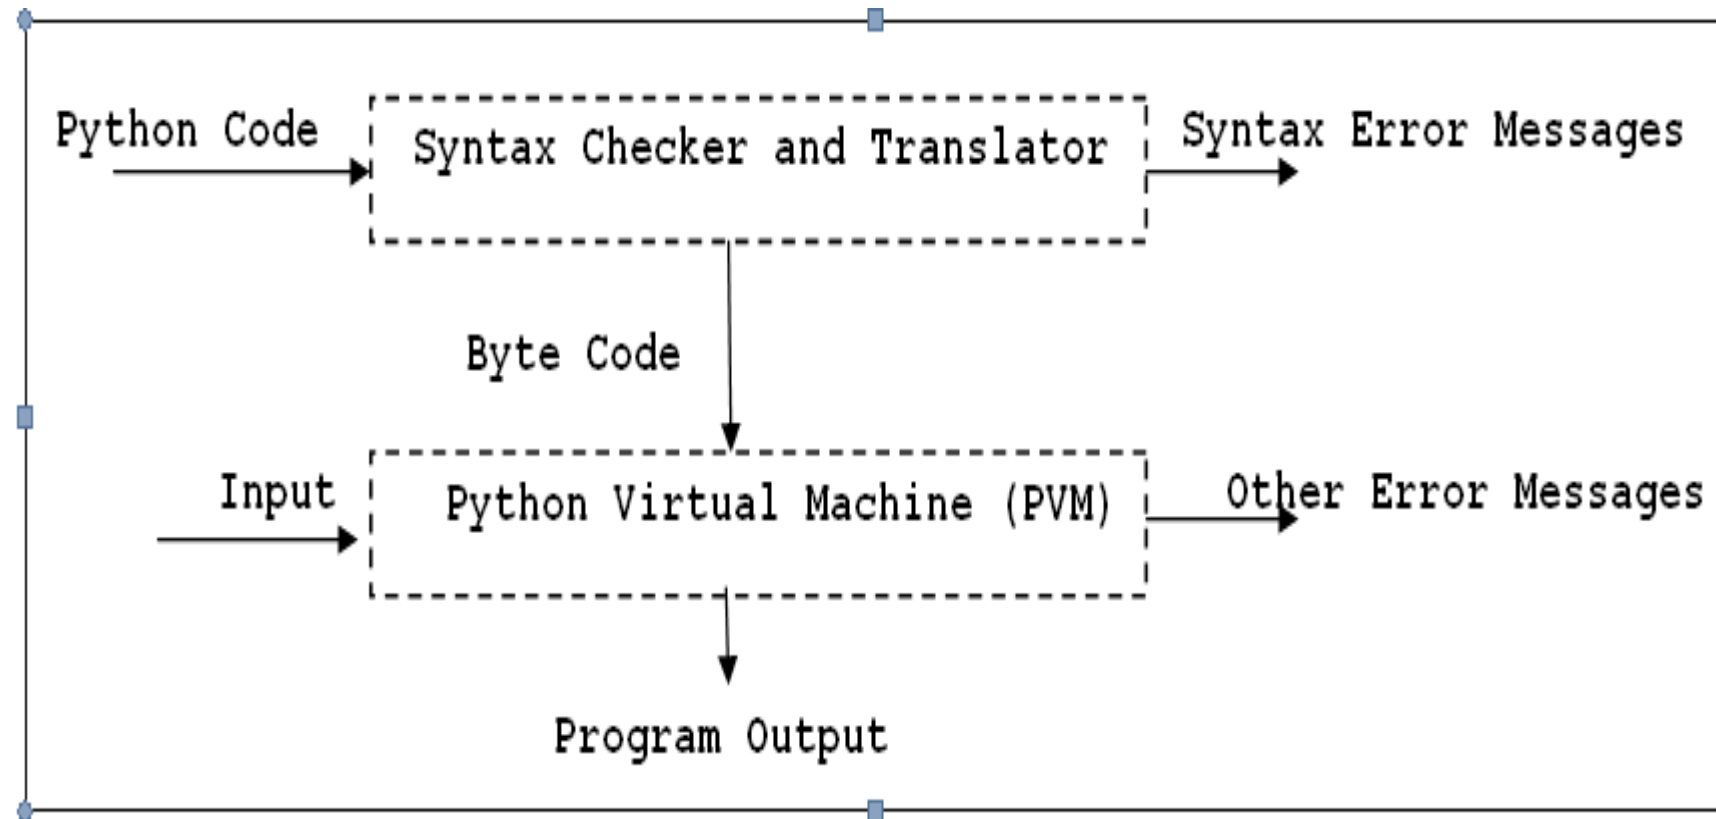 Python Code
Syntax Checker and Translator
Syntax Error Messages
Byte Code
Input
Python Virtual Machine (PVM)
Other Error Messages
Program Output